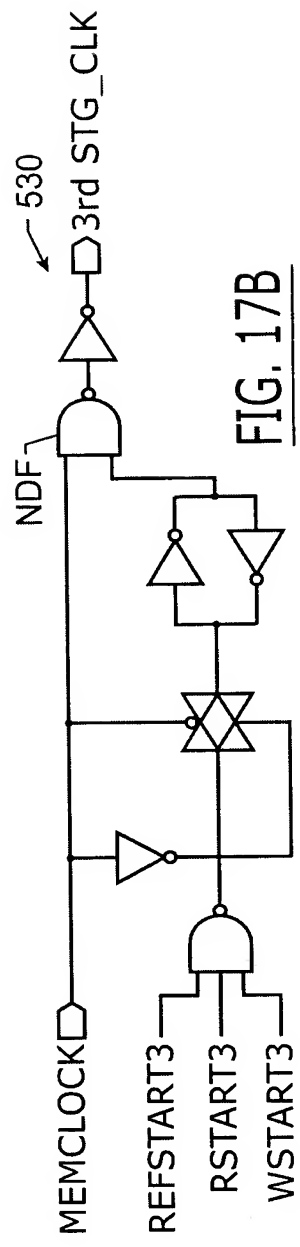 530
3rd STG_CLK
NDF
MEMCLOCK
REFSTART3
RSTART3
WSTART3
FIG. 17B